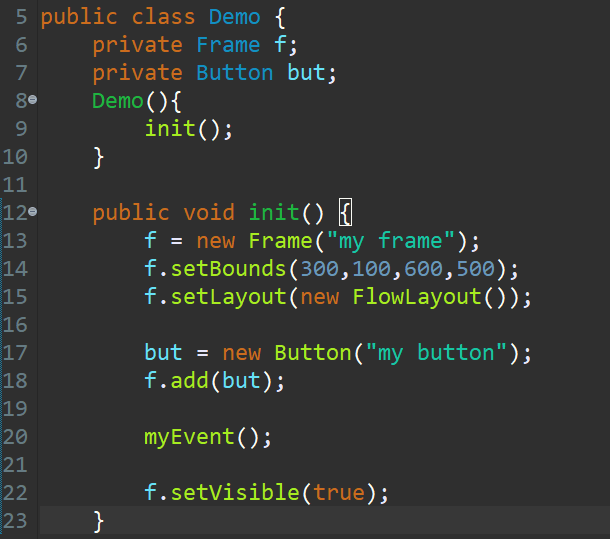 5 public class Demo {
6     private Frame f;
7     private Button but;
8     Demo(){
9         init();
10     }
11
12     public void init() {
13         f = new Frame("my frame");
14         f.setBounds(300,100,600,500);
15         f.setLayout(new FlowLayout());
16
17         but = new Button("my button");
18         f.add(but);
19
20         myEvent();
21
22         f.setVisible(true);
23     }